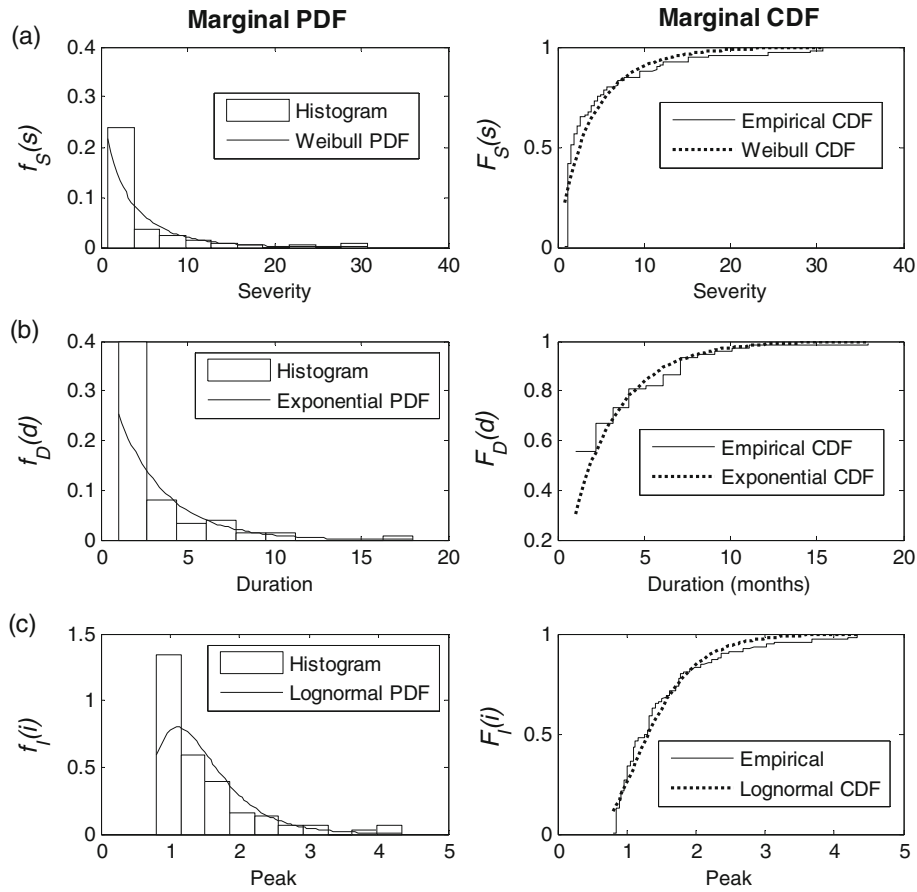 Marginal PDF
Marginal CDF
(a)
0.4
0.3
0.2
0.1
0
f_S(s)
Histogram
Weibull PDF
0
10
20
30
40
Severity
1
0.5
0
F_S(s)
Empirical CDF
Weibull CDF
0
10
20
30
40
Severity
(b)
0.4
0.3
0.2
0.1
0
f_D(d)
Histogram
Exponential PDF
0
5
10
15
20
Duration
1
0.8
0.6
0.4
0.2
F_D(d)
Empirical CDF
Exponential CDF
0
5
10
15
20
Duration (months)
(c)
1.5
1
0.5
0
f_I(i)
Histogram
Lognormal PDF
0
1
2
3
4
5
Peak
1
0.5
0
F_I(i)
Empirical
Lognormal CDF
0
1
2
3
4
5
Peak